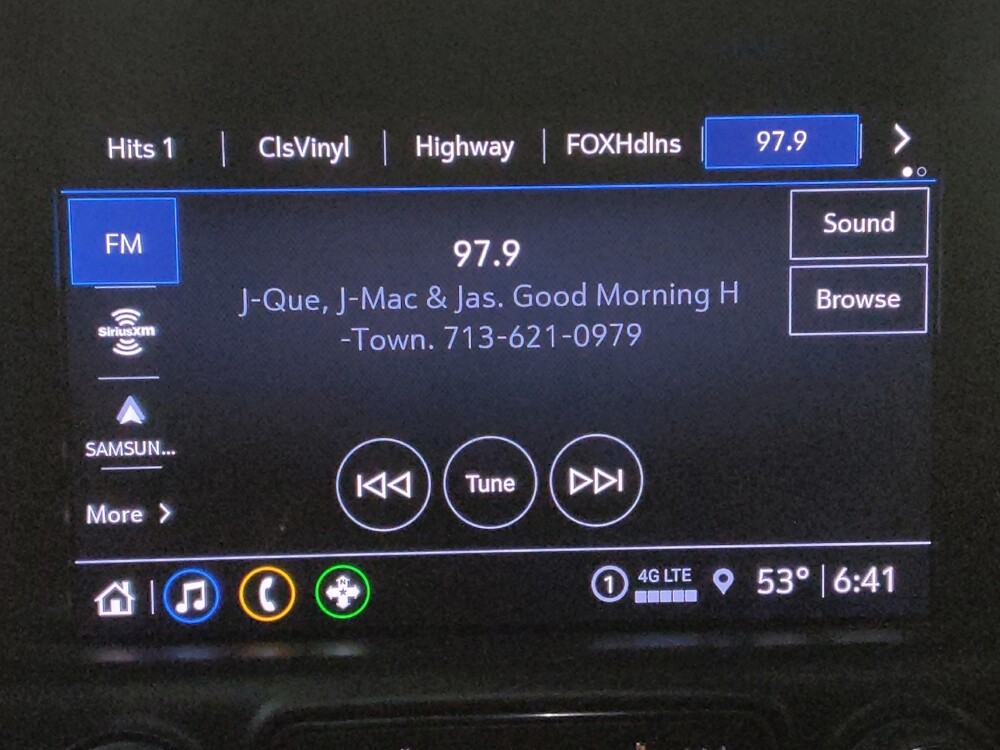 Hits 1 | ClsVinyl | Highway | FOXHdlns 97.9
FM
97.9
Sound
J-Que, J-Mac & Jas. Good Morning H
-Town. 713-621-0979
Browse
SiriusXM
SAMSUN...
Tune
More
N
1 4G LTE 53° | 6:41